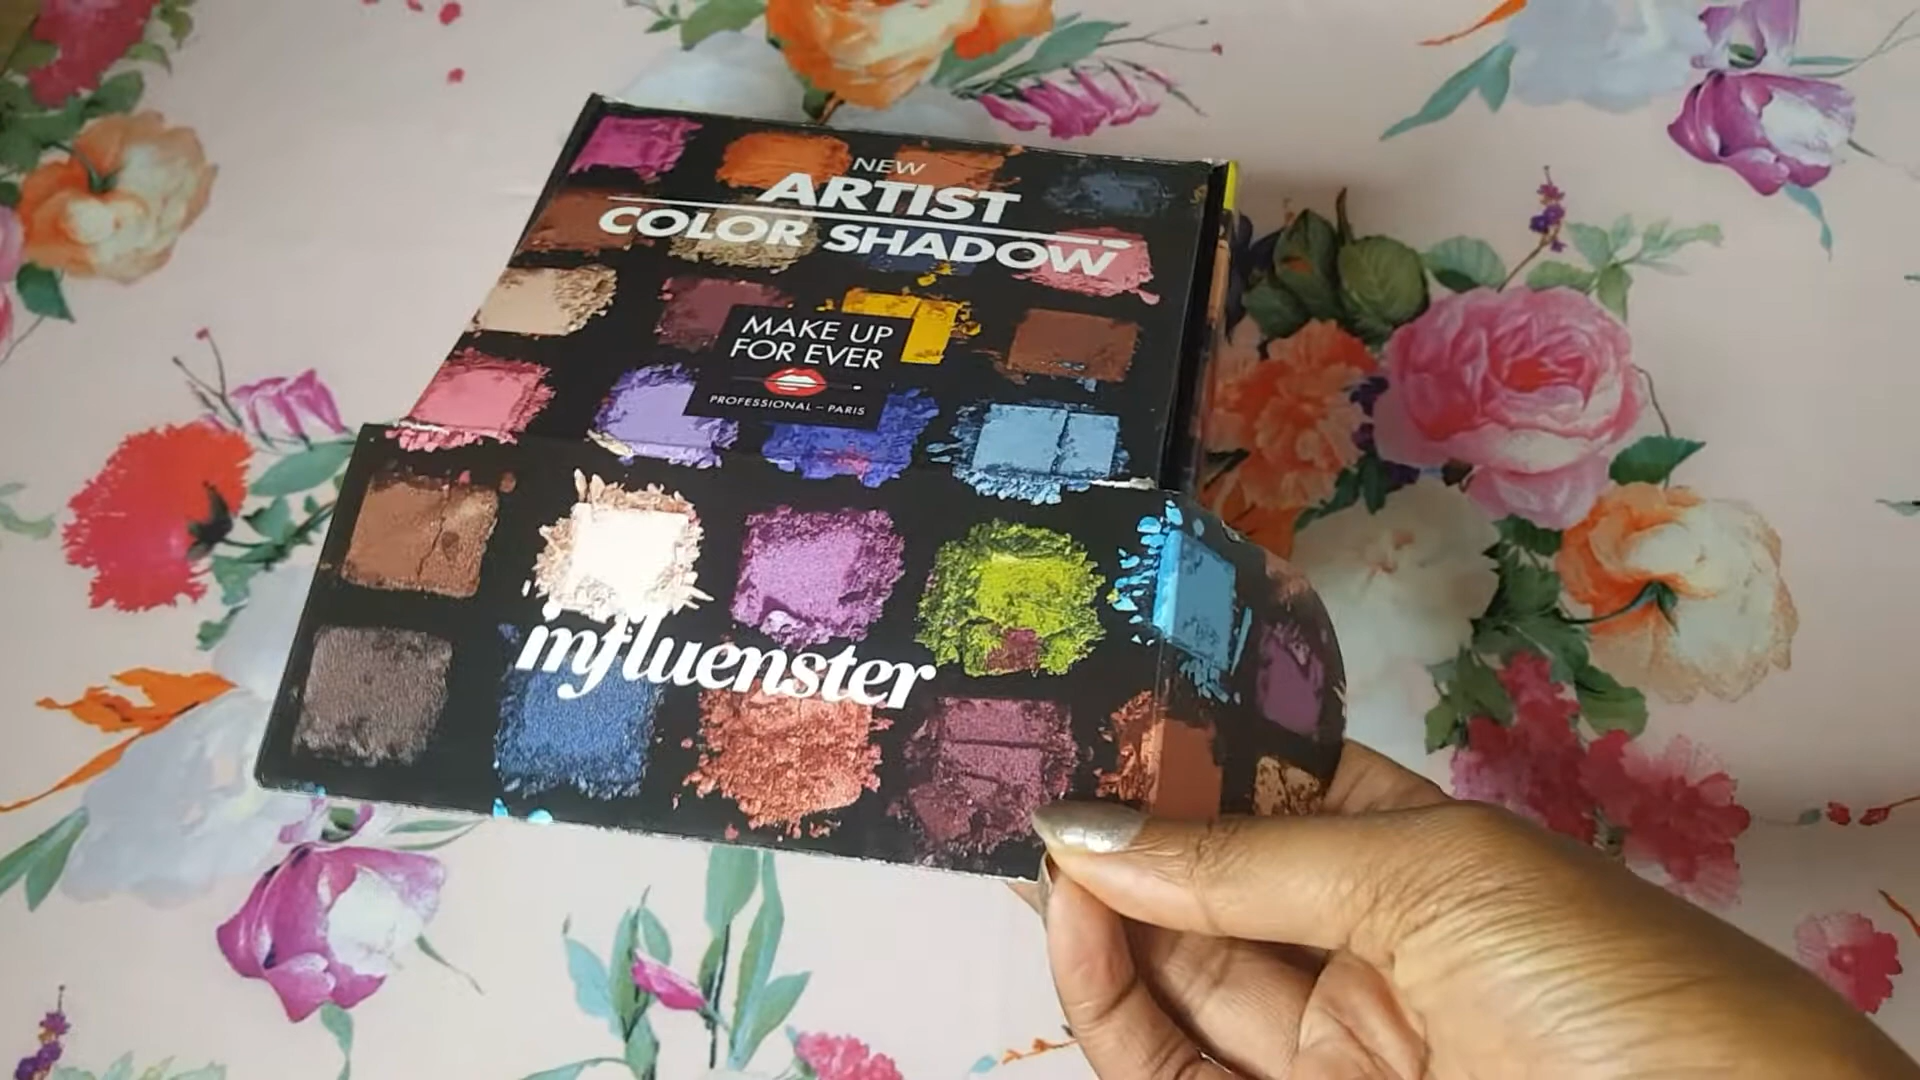 NEW
ARTIST
COLOR SHADOW
MAKE UP
FOR EVER
PROFESSIONAL – PARIS
influenster